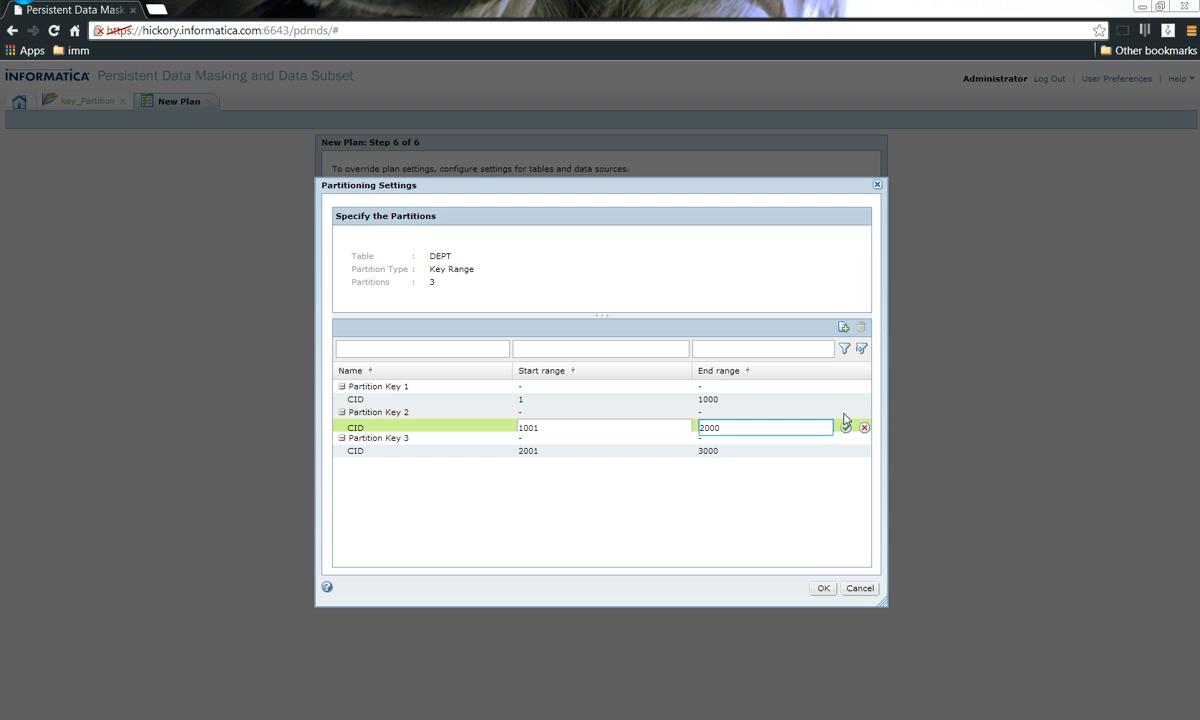 Persistent Data Mask
https://hickory.informatica.com:6643/pdmds/#
Apps imm Other bookmarks
INFORMATICA Persistent Data Masking and Data Subset
Administrator Log Out | User Preferences | Help
key_Partition New Plan
New Plan: Step 6 of 6
To override plan settings, configure settings for tables and data sources.
Partitioning Settings
Specify the Partitions
Table : DEPT
Partition Type : Key Range
Partitions : 3
Name Start range End range
Partition Key 1 - -
CID 1 1000
Partition Key 2 - -
CID 1001 2000
Partition Key 3 - -
CID 2001 3000
OK Cancel